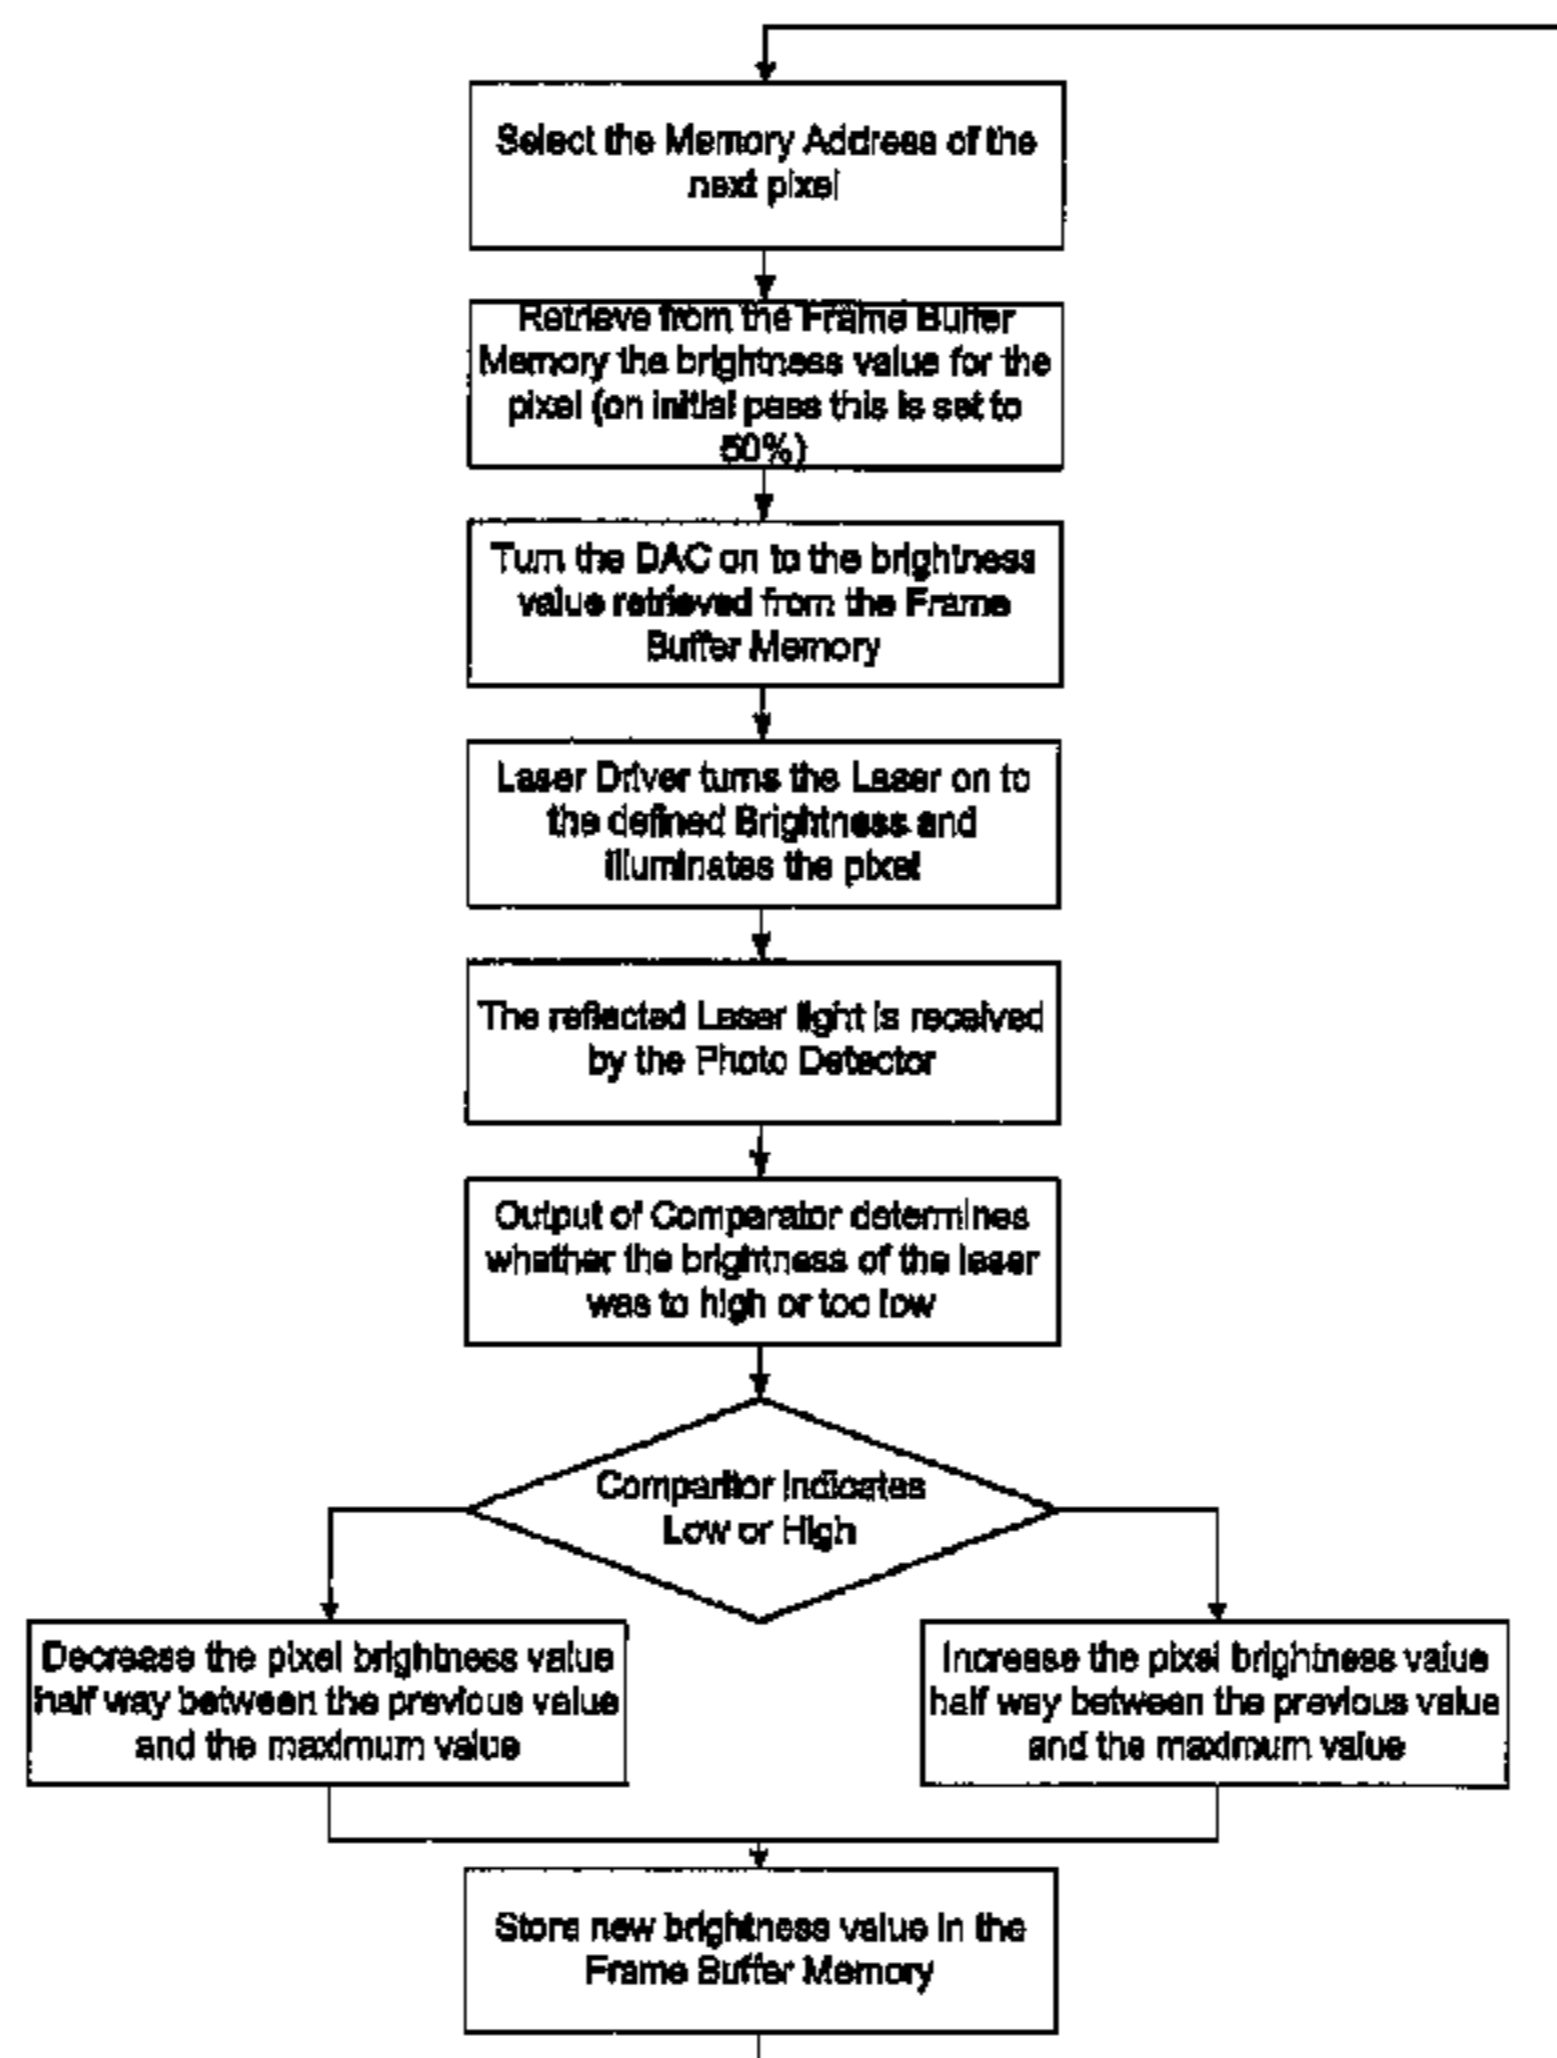 Select the Memory Address of the
next pixel
Retrieve from the Frame Buffer
Memory the brightness value for the
pixel (on initial pass this is set to
50%)
Turn the DAC on to the brightness
value retrieved from the Frame
Buffer Memory
Laser Driver turns the Laser on to
the defined Brightness and
illuminates the pixel
The reflected Laser light is received
by the Photo Detector
Output of Comparator determines
whether the brightness of the laser
was to high or too low
Comparitor Indicates
Low or High
Decrease the pixel brightness value
half way between the previous value
and the maximum value
Increase the pixel brightness value
half way between the previous value
and the maximum value
Store new brightness value in the
Frame Buffer Memory